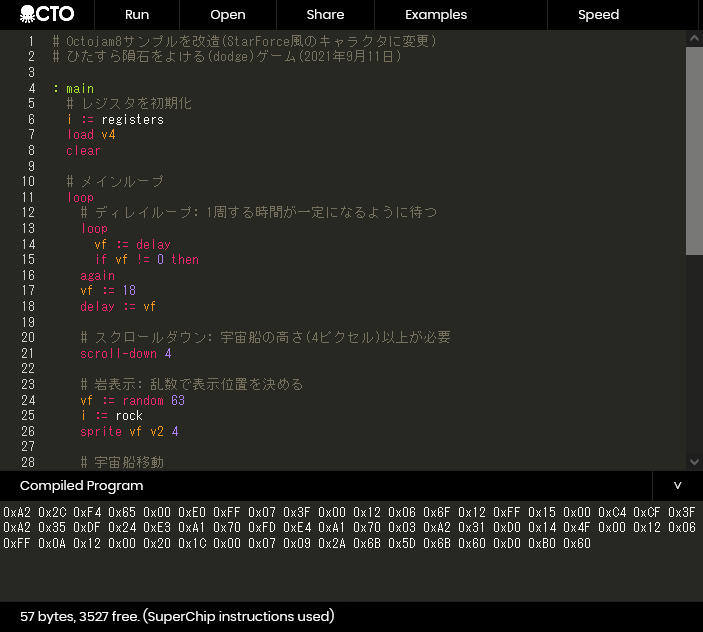 OCTO Run Open Share Examples Speed
1 # Octojam8サンプルを改造(StarForce風のキャラクタに変更)
2 # ひたすら隕石をよける(dodge)ゲーム(2021年9月11日)
3
4 : main
5 # レジスタを初期化
6 i := registers
7 load v4
8 clear
9
10 # メインループ
11 loop
12 # ディレイループ: 1周する時間が一定になるように待つ
13 loop
14 vf := delay
15 if vf != 0 then
16 again
17 vf := 18
18 delay := vf
19
20 # スクロールダウン: 宇宙船の高さ(4ピクセル)以上が必要
21 scroll-down 4
22
23 # 岩表示: 乱数で表示位置を決める
24 vf := random 63
25 i := rock
26 sprite vf v2 4
27
28 # 宇宙船移動
Compiled Program v
0xA2 0x2C 0xF4 0x65 0x00 0xE0 0xFF 0x07 0x3F 0x00 0x12 0x06 0x6F 0x12 0xFF 0x15 0x00 0xC4 0xCF 0x3F
0xA2 0x35 0xDF 0x24 0xE3 0xA1 0x70 0xFD 0xE4 0xA1 0x70 0x03 0xA2 0x31 0xD0 0x14 0x4F 0x00 0x12 0x06
0xFF 0x0A 0x12 0x00 0x20 0x1C 0x00 0x07 0x09 0x2A 0x6B 0x5D 0x6B 0x60 0xD0 0xB0 0x60
57 bytes, 3527 free. (SuperChip instructions used)